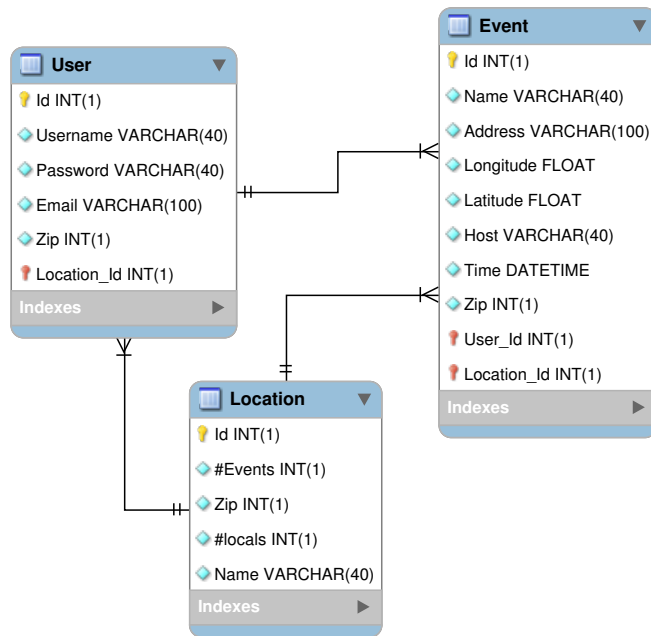 User
Id INT(1)
Username VARCHAR(40)
Password VARCHAR(40)
Email VARCHAR(100)
Zip INT(1)
Location_Id INT(1)
Indexes
Event
Id INT(1)
Name VARCHAR(40)
Address VARCHAR(100)
Longitude FLOAT
Latitude FLOAT
Host VARCHAR(40)
Time DATETIME
Zip INT(1)
User_Id INT(1)
Location_Id INT(1)
Indexes
Location
Id INT(1)
#Events INT(1)
Zip INT(1)
#locals INT(1)
Name VARCHAR(40)
Indexes